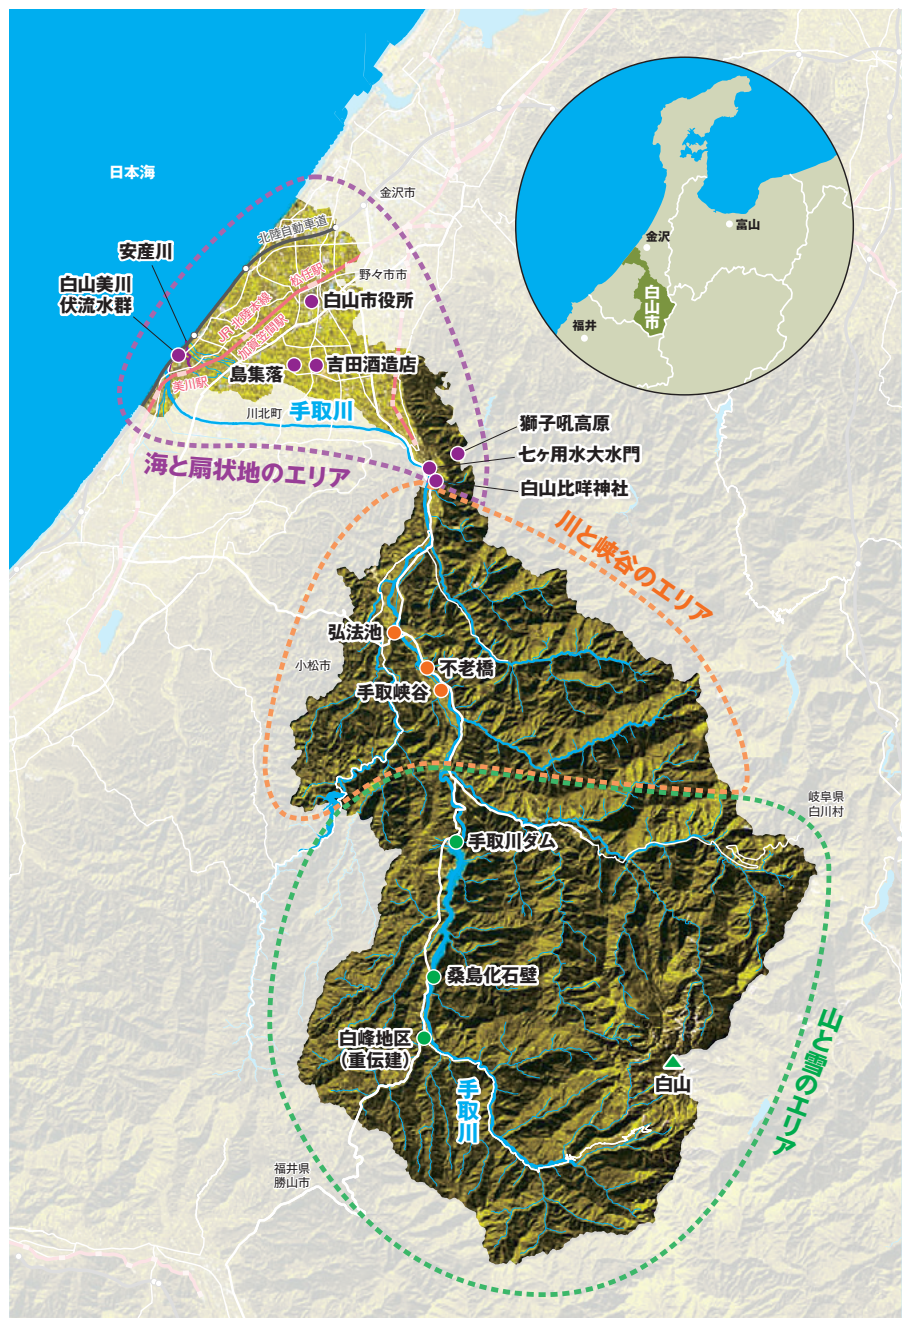 日本海
金沢市
北陸自動車道
安産川
白山美川
伏流水群
松任駅
野々市市
白山市役所
JR 北陸本線
加賀笠間駅
島集落
吉田酒造店
美川駅
川北町
手取川
海と扇状地のエリア
獅子吼高原
七ヶ用水大水門
白山比咩神社
金沢
富山
白山市
福井
川と峡谷のエリア
弘法池
小松市
不老橋
手取峡谷
岐阜県
白川村
手取川ダム
桑島化石壁
白峰地区
（重伝建）
白山
手取川
山と雪のエリア
福井県
勝山市